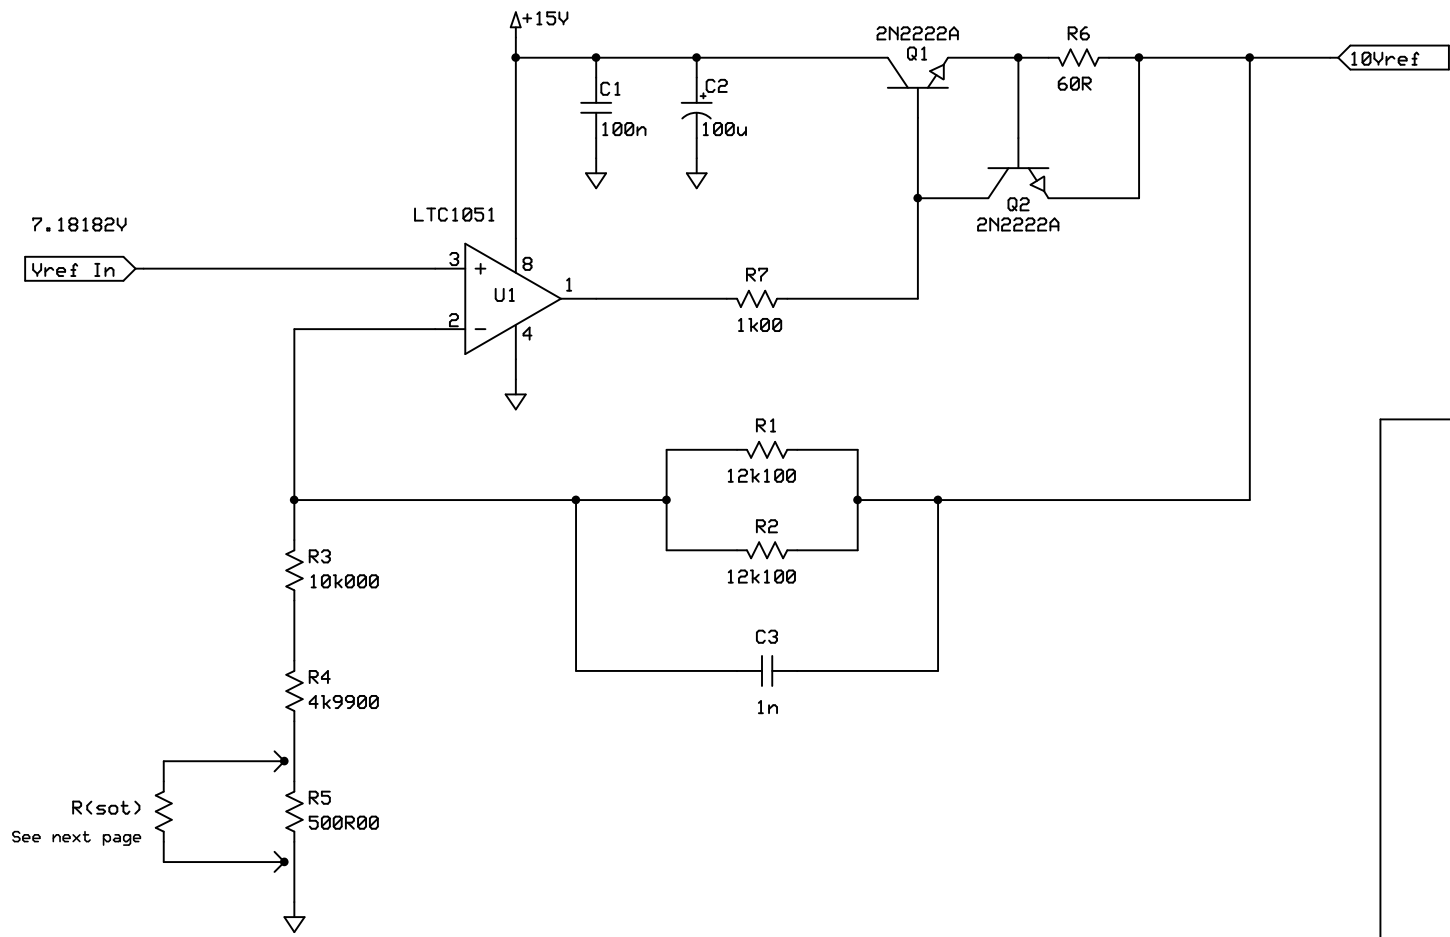 +15V
2N2222A
Q1
R6
60R
10Vref
C1
100n
+
C2
100u
Q2
2N2222A
7.18182V
Vref In
LTC1051
3
+
8
U1
1
2
−
4
R7
1k00
R1
12k100
R2
12k100
R3
10k000
C3
1n
R4
4k9900
R(sot)
See next page
R5
500R00